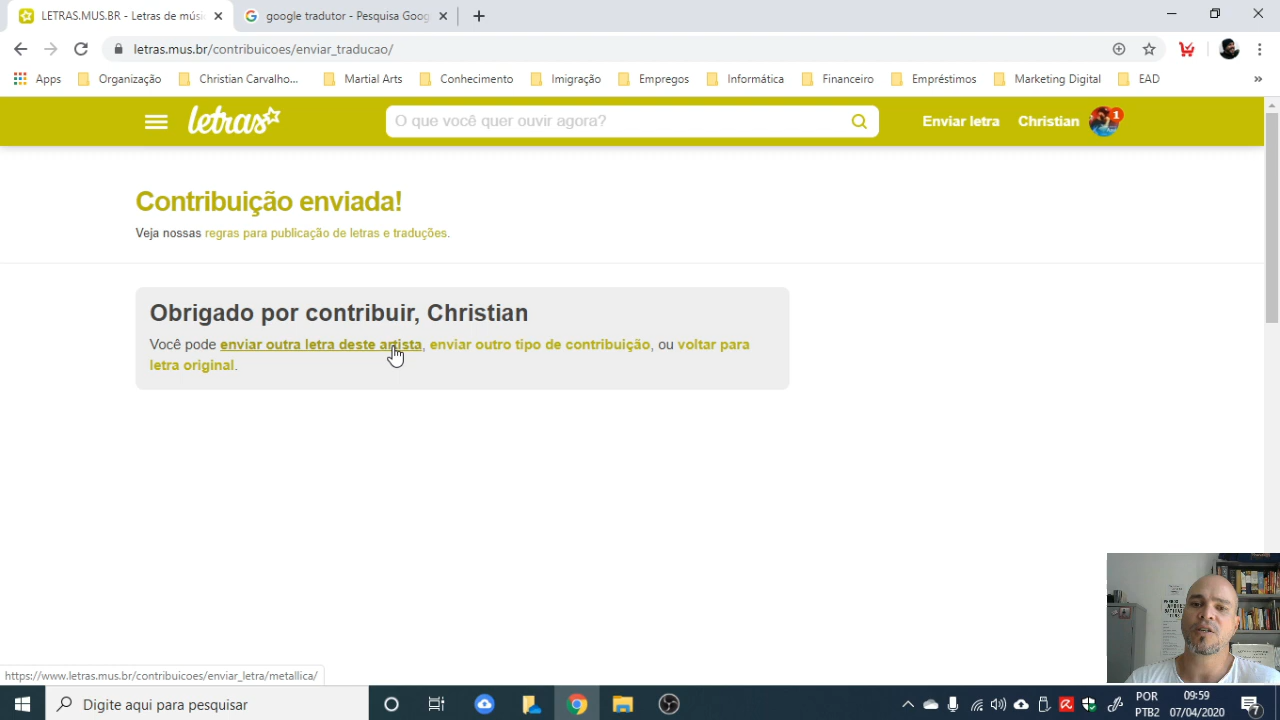 LETRAS.MUS.BR - Letras de músi
google tradutor - Pesquisa Goog
letras.mus.br/contribuicoes/enviar_traducao/
Apps
Organização
Christian Carvalho...
Martial Arts
Conhecimento
Imigração
Empregos
Informática
Financeiro
Empréstimos
Marketing Digital
EAD
»
letras
O que você quer ouvir agora?
Enviar letra
Christian
1
Contribuição enviada!
Veja nossas regras para publicação de letras e traduções.
Obrigado por contribuir, Christian
Você pode enviar outra letra deste artista, enviar outro tipo de contribuição, ou voltar para
letra original.
https://www.letras.mus.br/contribuicoes/enviar_letra/metallica/
Digite aqui para pesquisar
POR
PTB2
09:59
07/04/2020
7